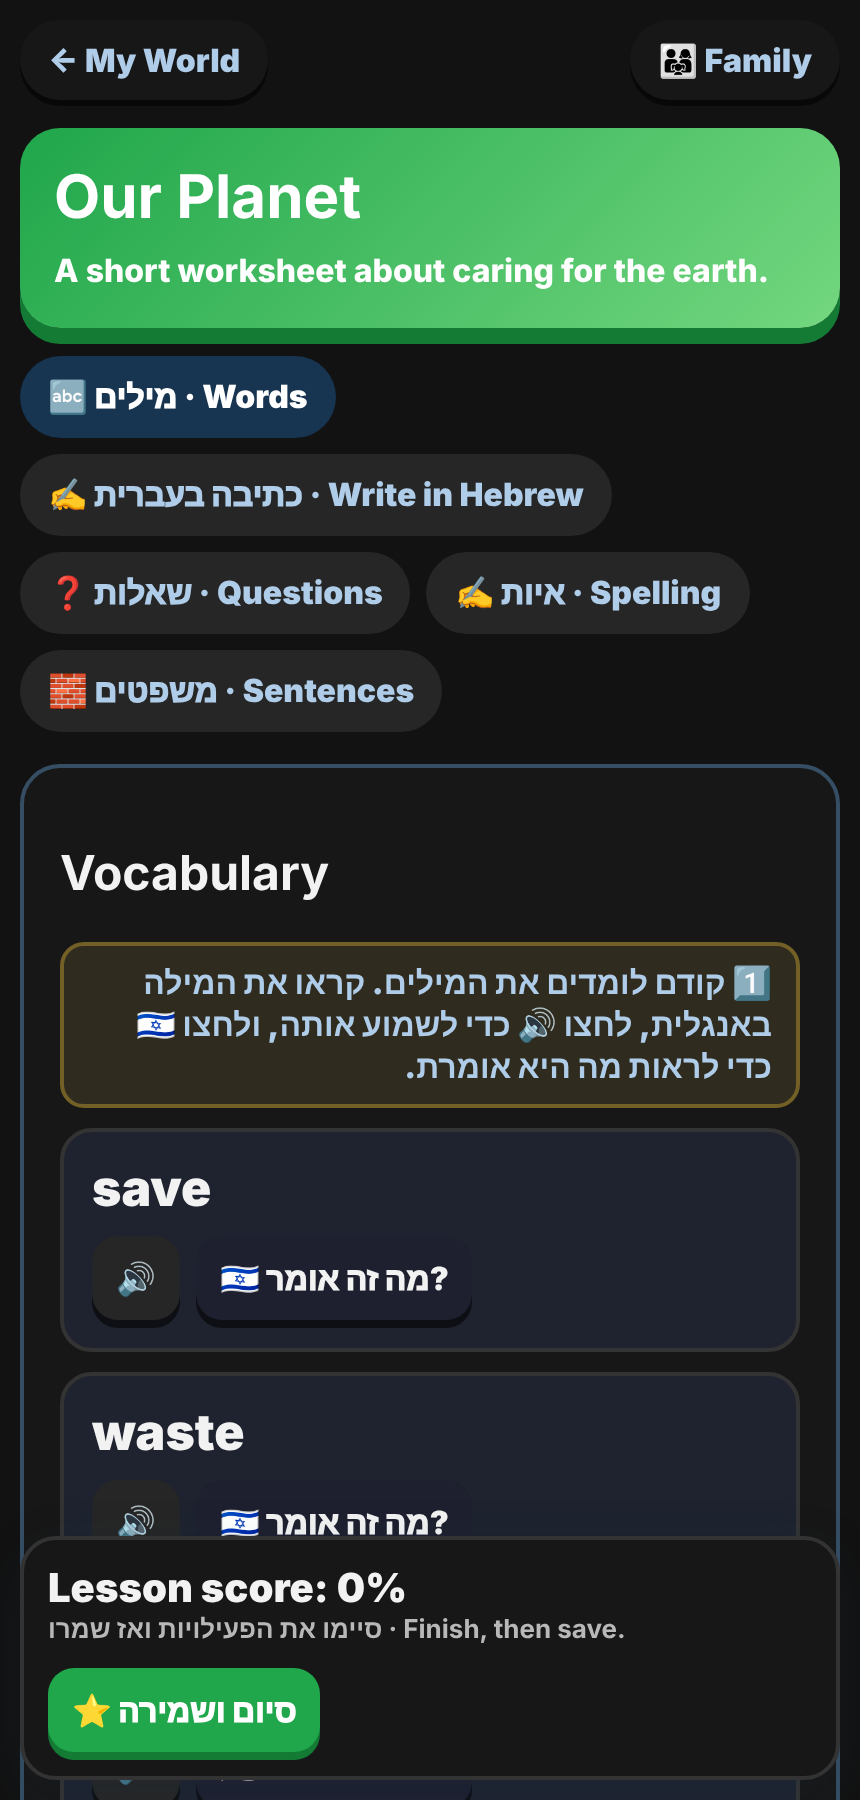 ← My World
👨‍👩‍👧 Family
Our Planet
A short worksheet about caring for the earth.
🔤 מילים · Words
✍️ כתיבה בעברית · Write in Hebrew
❓ שאלות · Questions
✍️ איות · Spelling
🧱 משפטים · Sentences
Vocabulary
1️⃣ קודם לומדים את המילים. קראו את המילה
באנגלית, לחצו 🔊 כדי לשמוע אותה, ולחצו 🇮🇱
כדי לראות מה היא אומרת.
save
🔊
🇮🇱 מה זה אומר?
waste
🔊
🇮🇱 מה זה אומר?
Lesson score: 0%
סיימו את הפעילויות ואז שמרו · Finish, then save.
⭐ סיום ושמירה